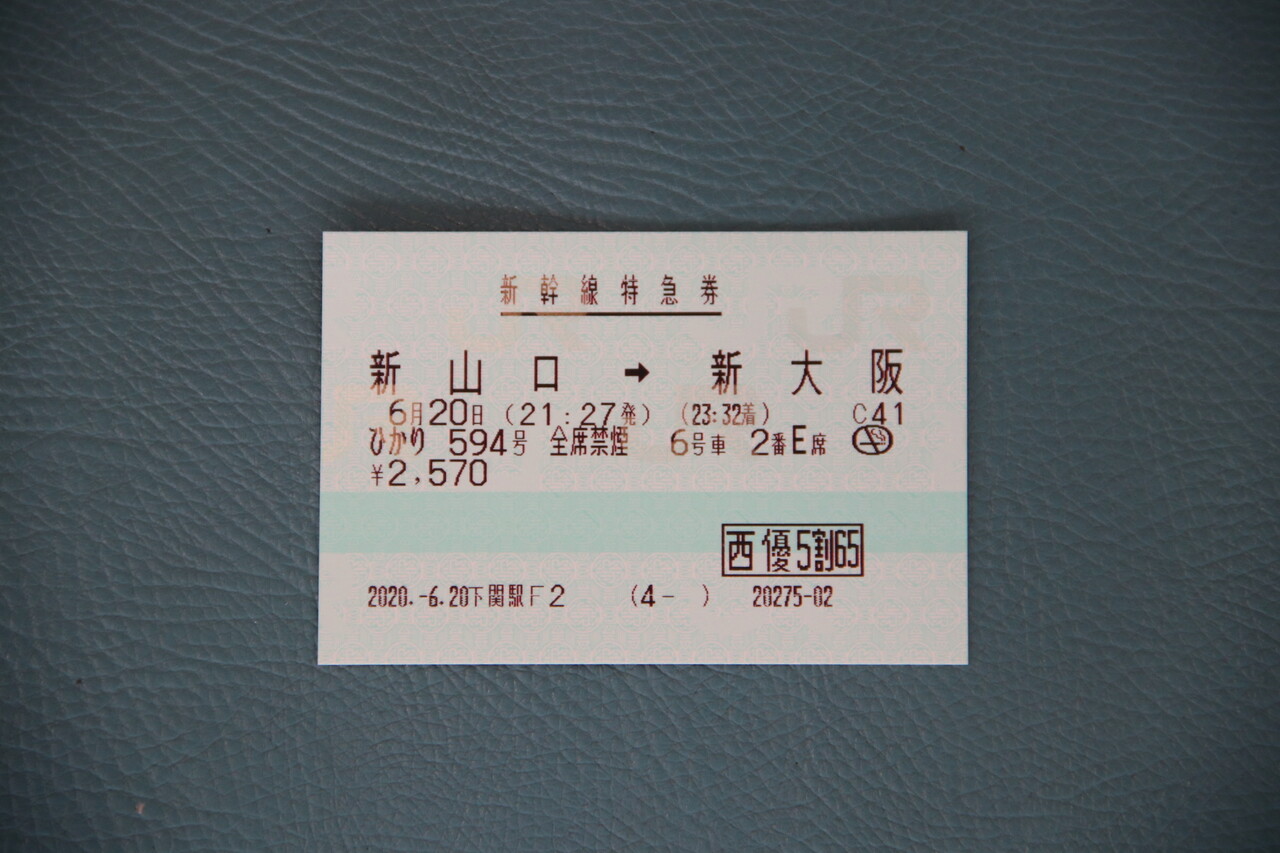 新幹線特急券
新山口 → 新大阪
6月20日 (21:27発) (23:32着) C41
ひかり 594号 全席禁煙 6号車 2番E席
¥2,570
西 優5割65
2020.-6.20下関駅F2 (4- ) 20275-02